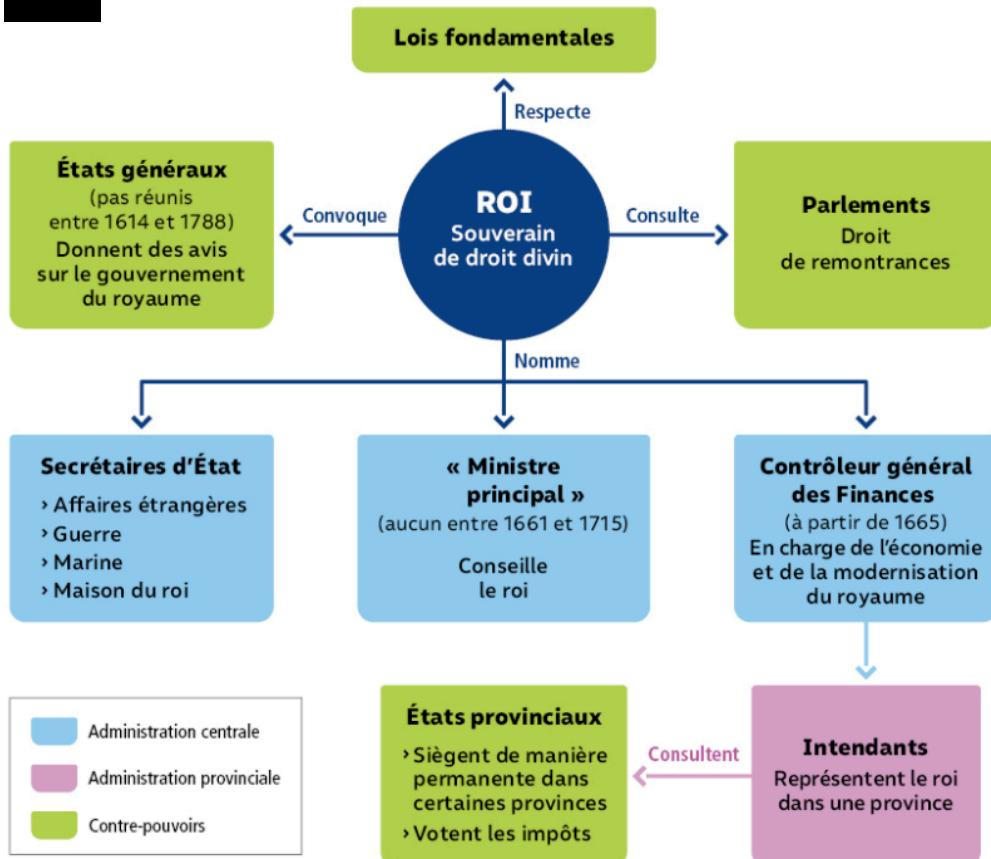 Lois fondamentales
Respecte
États généraux
(pas réunis
entre 1614 et 1788)
Donnent des avis
sur le gouvernement
du royaume
Convoque
ROI
Souverain
de droit divin
Consulte
Parlements
Droit
de remontrances
Nomme
Secrétaires d'État
› Affaires étrangères
› Guerre
› Marine
› Maison du roi
« Ministre
principal »
(aucun entre 1661 et 1715)
Conseille
le roi
Contrôleur général
des Finances
(à partir de 1665)
En charge de l'économie
et de la modernisation
du royaume
Administration centrale
Administration provinciale
Contre-pouvoirs
États provinciaux
› Siègent de manière
permanente dans
certaines provinces
› Votent les impôts
Consultent
Intendants
Représentent le roi
dans une province